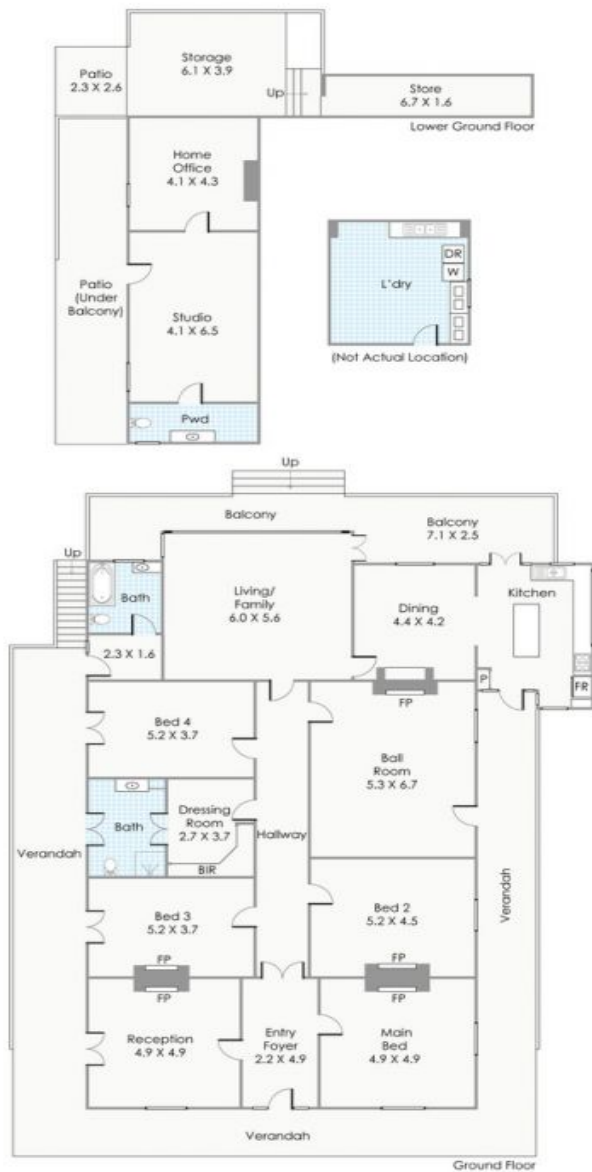 Storage
6.1 X 3.9
Patio
2.3 X 2.6
Up
Store
6.7 X 1.6
Lower Ground Floor
Home
Office
4.1 X 4.3
DR
W
L'dry
(Not Actual Location)
Patio
(Under
Balcony)
Studio
4.1 X 6.5
Pwd
Up
Balcony
Balcony
7.1 X 2.5
Up
Bath
Living/
Family
6.0 X 5.6
Dining
4.4 X 4.2
Kitchen
2.3 X 1.6
P
FR
FP
Bed 4
5.2 X 3.7
Ball
Room
5.3 X 6.7
Bath
Dressing
Room
2.7 X 3.7
BIR
Hallway
Verandah
Verandah
Bed 3
5.2 X 3.7
Bed 2
5.2 X 4.5
FP
FP
FP
FP
Reception
4.9 X 4.9
Entry
Foyer
2.2 X 4.9
Main
Bed
4.9 X 4.9
Verandah
Ground Floor